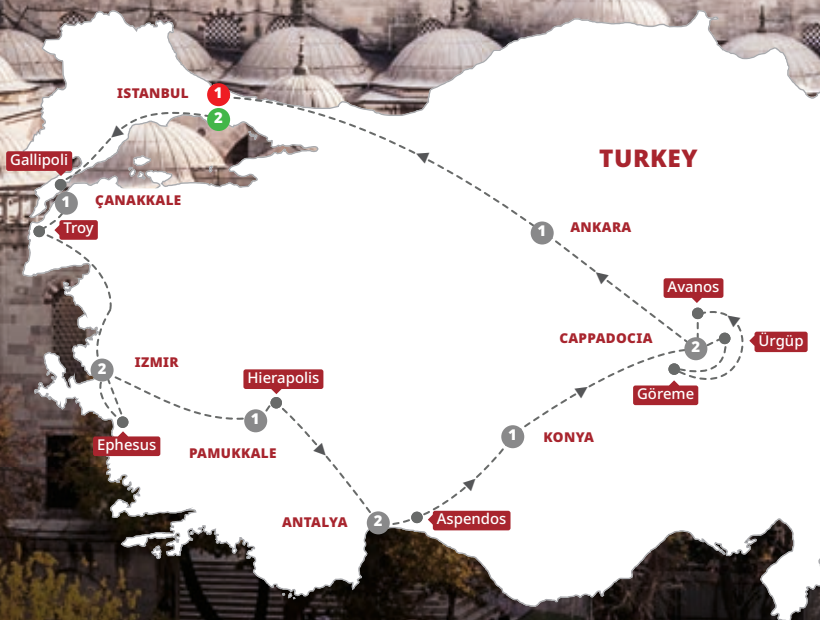 ISTANBUL 1
2
Gallipoli
1 ÇANAKKALE
Troy
TURKEY
1 ANKARA
Avanos
CAPPADOCIA 2
Ürgüp
Göreme
2 IZMIR
Hierapolis
1
PAMUKKALE
Ephesus
1 KONYA
ANTALYA 2
Aspendos